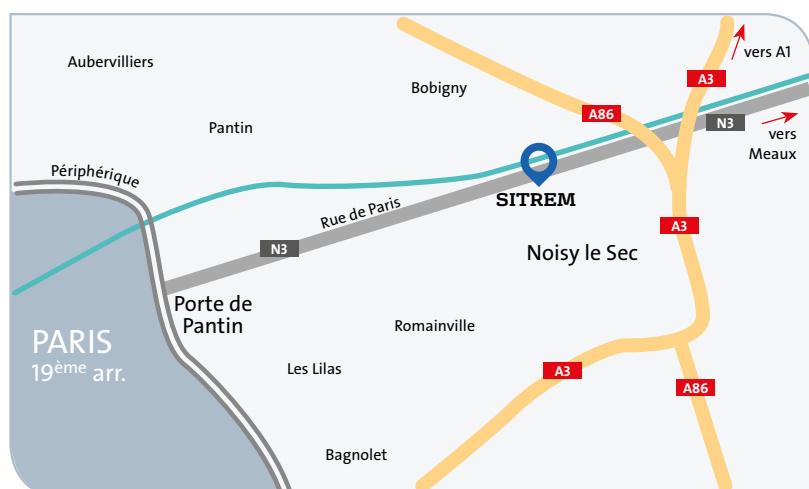 vers A1
Aubervilliers
A3
Bobigny
A86
N3
Pantin
vers
Meaux
Périphérique
SITREM
Rue de Paris
A3
N3
Noisy le Sec
Porte de
Pantin
Romainville
PARIS
19ème arr.
Les Lilas
A3
A86
Bagnolet